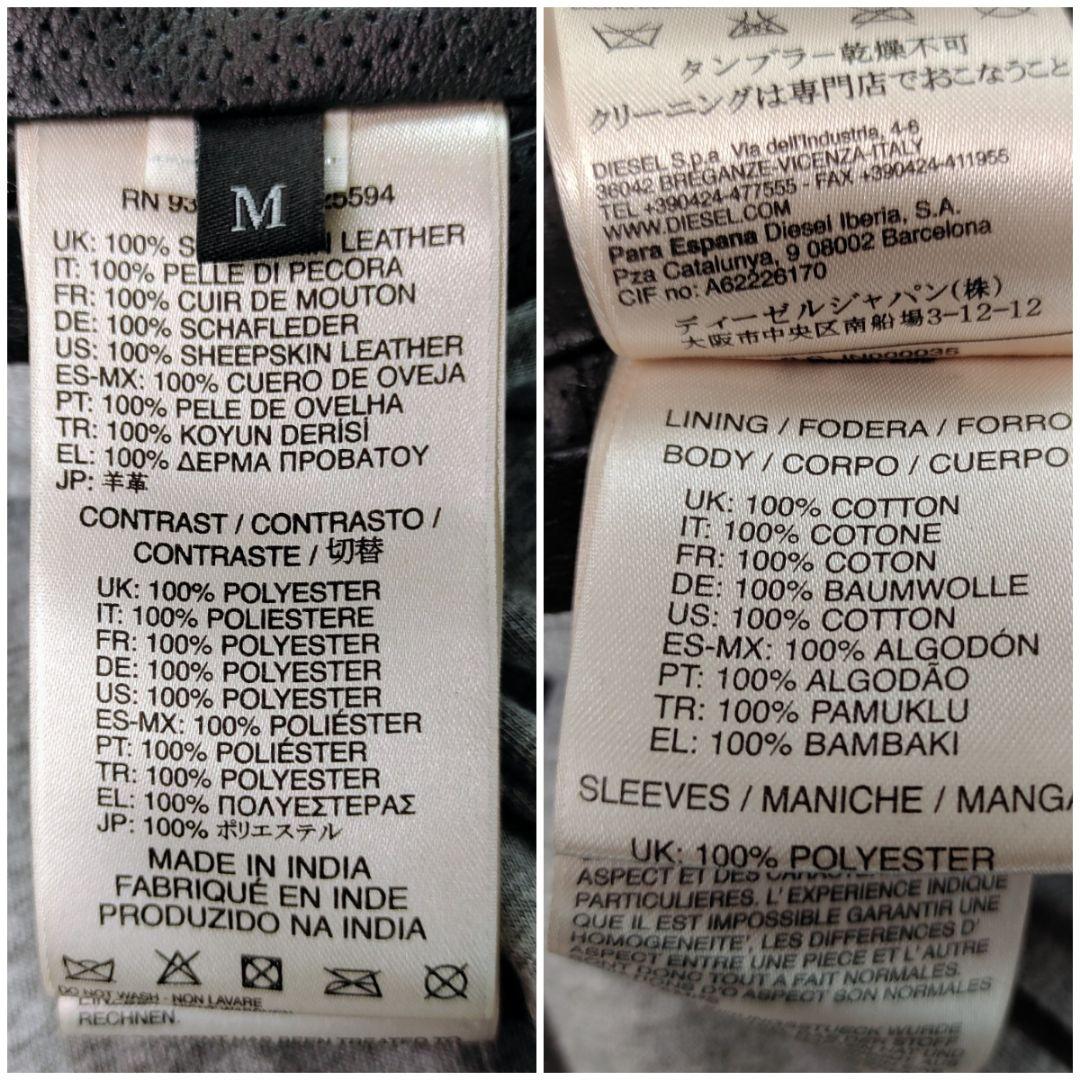 M
RN 93 25594
UK: 100% S KIN LEATHER
IT: 100% PELLE DI PECORA
FR: 100% CUIR DE MOUTON
DE: 100% SCHAFLEDER
US: 100% SHEEPSKIN LEATHER
ES-MX: 100% CUERO DE OVEJA
PT: 100% PELE DE OVELHA
TR: 100% KOYUN DERİSİ
EL: 100% ΔΕΡΜΑ ΠΡΟΒΑΤΟΥ
JP: 羊革
CONTRAST / CONTRASTO /
CONTRASTE / 切替
UK: 100% POLYESTER
IT: 100% POLIESTERE
FR: 100% POLYESTER
DE: 100% POLYESTER
US: 100% POLYESTER
ES-MX: 100% POLIÉSTER
PT: 100% POLIÉSTER
TR: 100% POLYESTER
EL: 100% ΠΟΛΥΕΣΤΕΡΑΣ
JP: 100% ポリエステル
MADE IN INDIA
FABRIQUÉ EN INDE
PRODUZIDO NA INDIA
DO NOT WASH - NON LAVARE
RECHNEN.
タンブラー乾燥不可
クリーニングは専門店でおこなうこと
DIESEL S.p.a Via dell'Industria, 4-6
36042 BREGANZE-VICENZA-ITALY
TEL +390424-477555 - FAX +390424-411955
WWW.DIESEL.COM
Para Espana Diesel Iberia, S.A.
Pza Catalunya, 9 08002 Barcelona
CIF no: A62226170
ディーゼルジャパン(株)
大阪市中央区南船場3-12-12
IN000035
LINING / FODERA / FORRO
BODY / CORPO / CUERPO
UK: 100% COTTON
IT: 100% COTONE
FR: 100% COTON
DE: 100% BAUMWOLLE
US: 100% COTTON
ES-MX: 100% ALGODÓN
PT: 100% ALGODÃO
TR: 100% PAMUKLU
EL: 100% BAMBAKI
SLEEVES / MANICHE / MANGA
UK: 100% POLYESTER
ASPECT ET DES
PARTICULIERES. L' EXPERIENCE INDIQUE
QUE IL EST IMPOSSIBLE GARANTIR UNE
HOMOGENEITE', LES DIFFERENCES D'
ASPECT ENTRE UNE PIECE ET L' AUTRE
DONC TOUT A FAIT NORMALES.
D'O ASPECT SON NORMALES
WURDE
DER STOFF